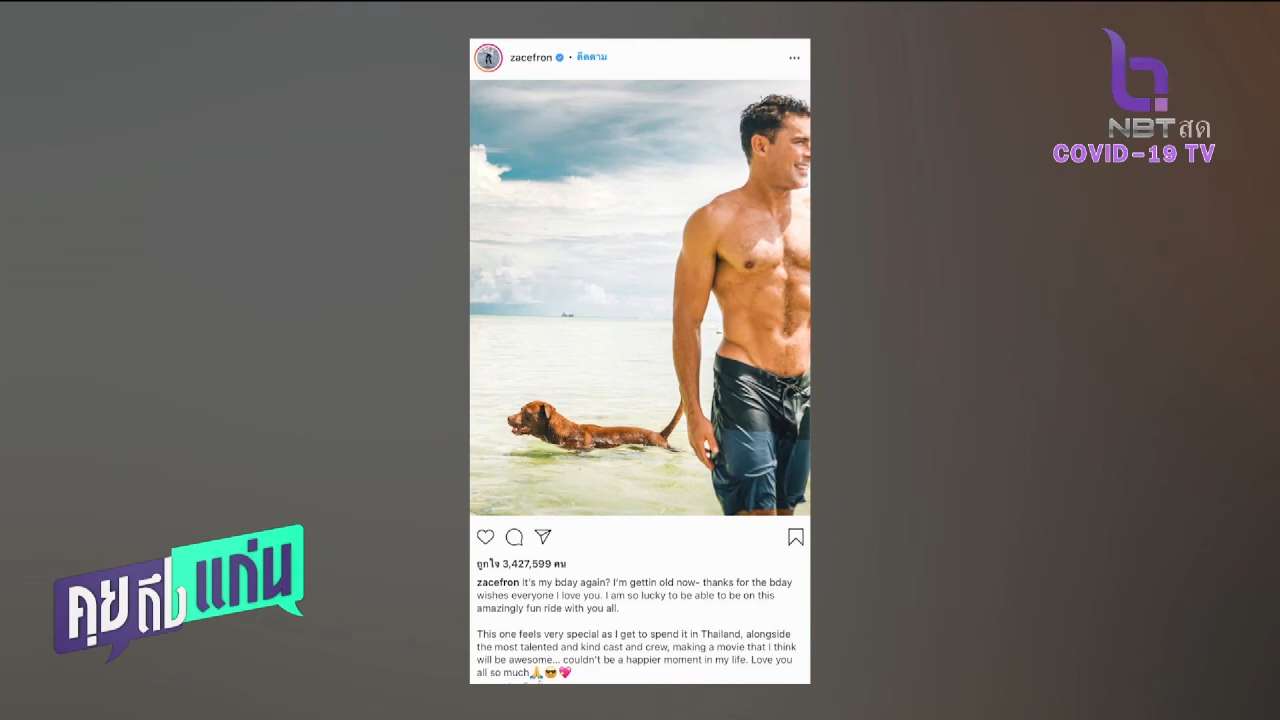 zacefron • ติดตาม
NBT สด
COVID-19 TV
ถูกใจ 3,427,599 คน
zacefron It's my bday again? I'm gettin old now- thanks for the bday
wishes everyone I love you. I am so lucky to be able to be on this
amazingly fun ride with you all.
This one feels very special as I get to spend it in Thailand, alongside
the most talented and kind cast and crew, making a movie that I think
will be awesome... couldn't be a happier moment in my life. Love you
all so much🙏😎💖
คุยถึงแก่น